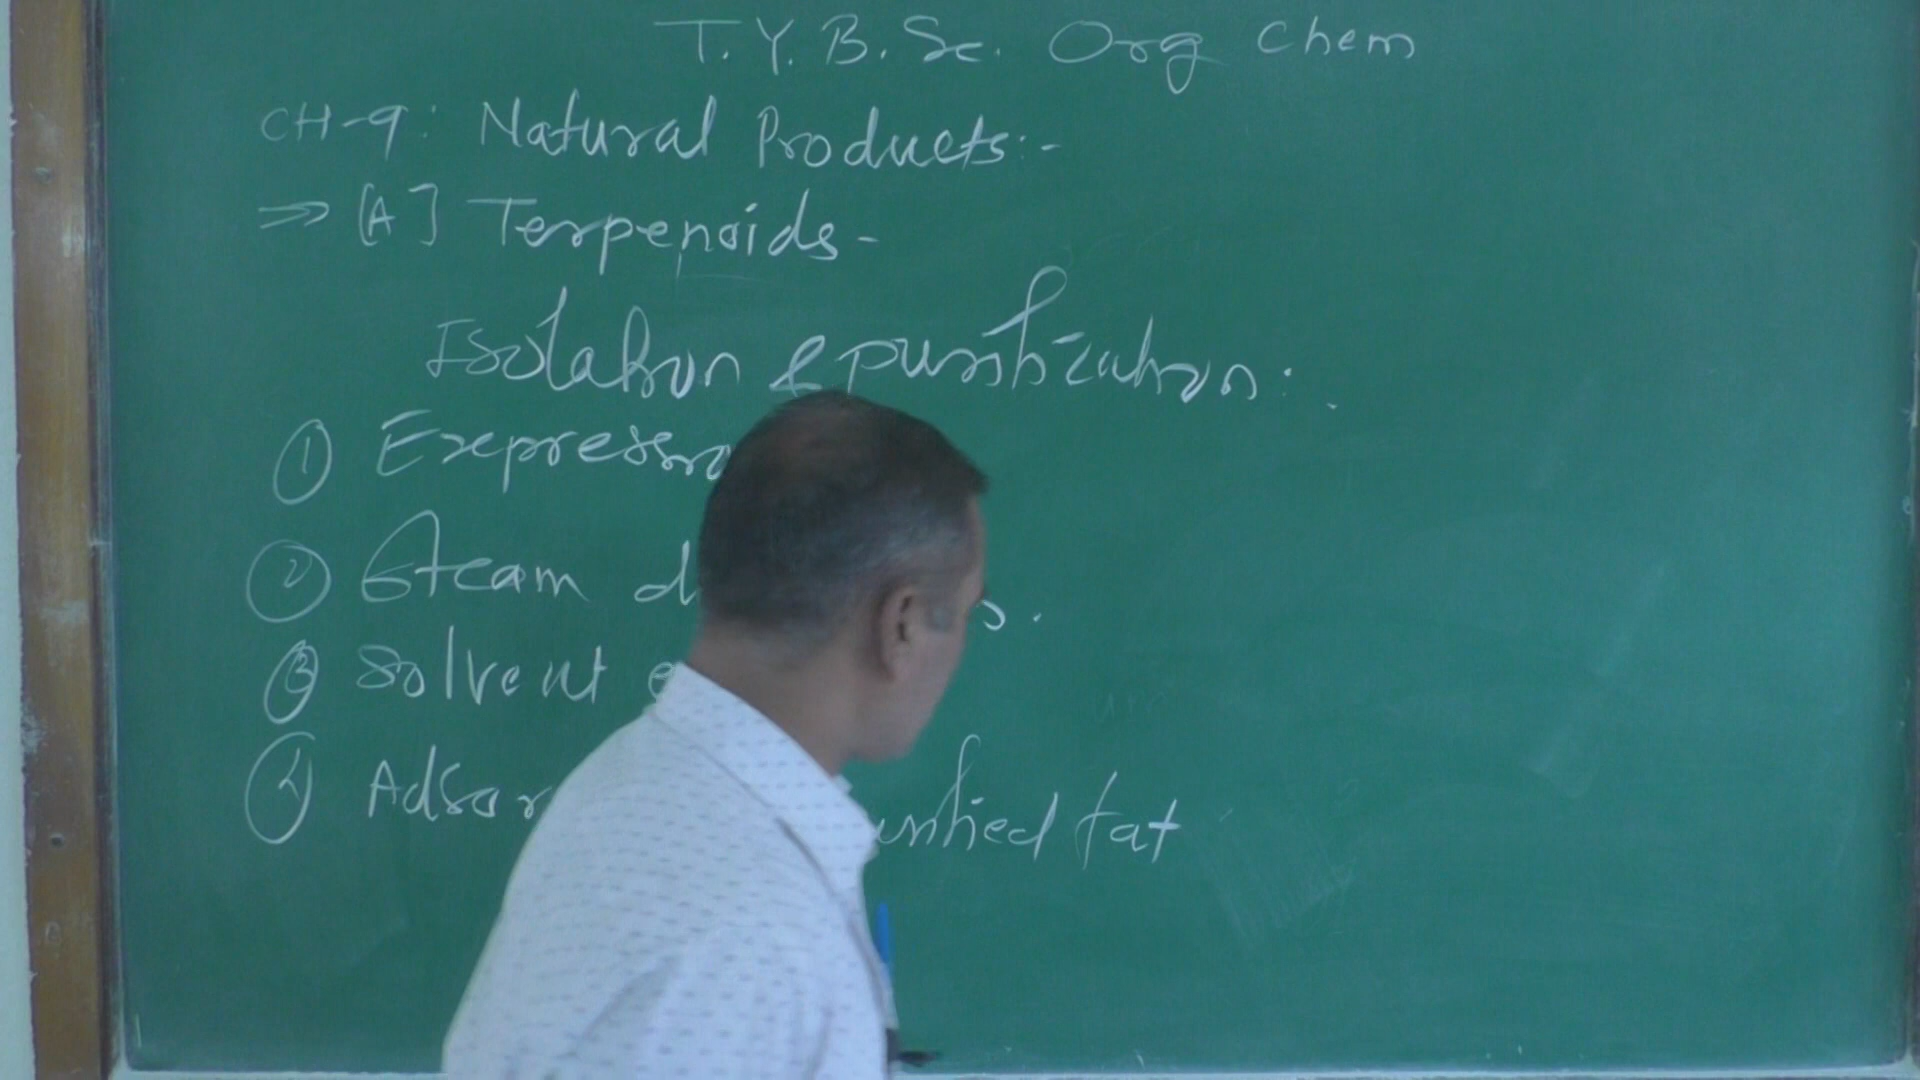 T.Y.B.Sc. Org Chem
CH-9: Natural Products:-
⇒ [A] Terpenoids-
Isolation & purification:
① Expressio
② Steam d s.
③ Solvent e
④ Adsor urified fat